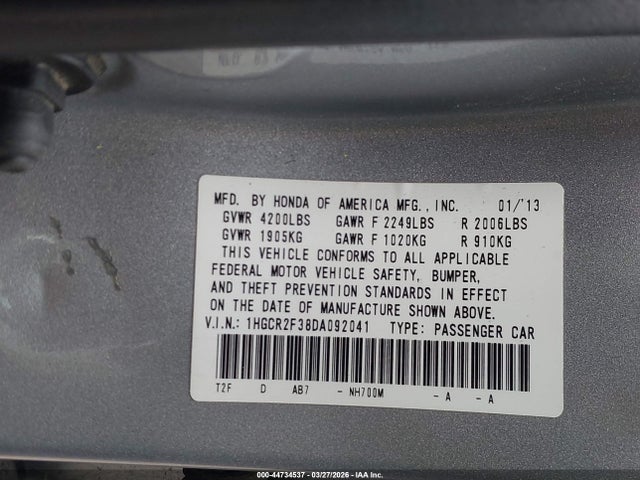 MFD. BY HONDA OF AMERICA MFG., INC. 01/'13
GVWR 4200LBS GAWR F 2249LBS R 2006LBS
GVWR 1905KG GAWR F 1020KG R 910KG
THIS VEHICLE CONFORMS TO ALL APPLICABLE
FEDERAL MOTOR VEHICLE SAFETY, BUMPER,
AND THEFT PREVENTION STANDARDS IN EFFECT
ON THE DATE OF MANUFACTURE SHOWN ABOVE.
V.I.N.: 1HGCR2F38DA092041 TYPE: PASSENGER CAR
T2F D AB7 - NH700M - A - A
000-44734537 | 03/27/2026 | IAA Inc.